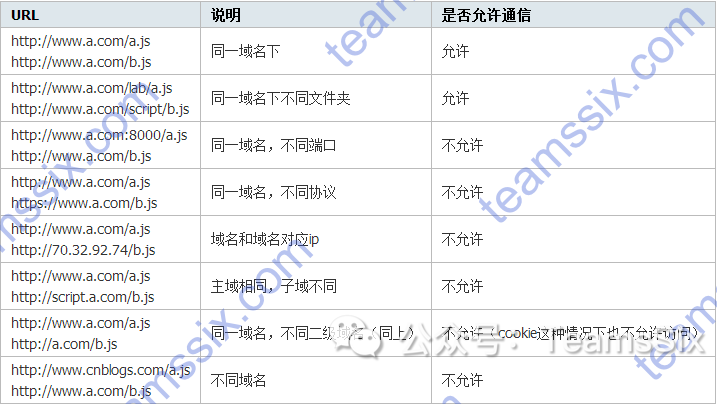 URL 说明 是否允许通信
http://www.a.com/a.js
http://www.a.com/b.js
同一域名下 允许
http://www.a.com/lab/a.js
http://www.a.com/script/b.js
同一域名下不同文件夹 允许
http://www.a.com:8000/a.js
http://www.a.com/b.js
同一域名，不同端口 不允许
http://www.a.com/a.js
https://www.a.com/b.js
同一域名，不同协议 不允许
http://www.a.com/a.js
http://70.32.92.74/b.js
域名和域名对应ip 不允许
http://www.a.com/a.js
http://script.a.com/b.js
主域相同，子域不同 不允许
http://www.a.com/a.js
http://a.com/b.js
同一域名，不同二级域名（同上） 不允许（cookie这种情况下也不允许访问）
http://www.cnblogs.com/a.js
http://www.a.com/b.js
不同域名 不允许
公众号：Teamssix
teamssix
teamssix
teamssix
teamssix
teamssix